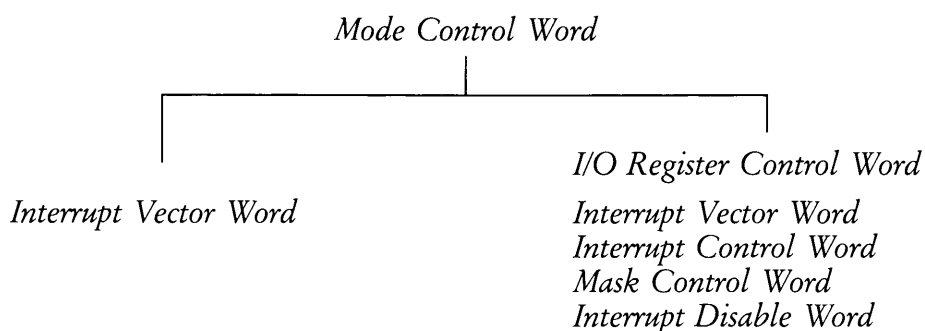 Mode Control Word
I/O Register Control Word
Interrupt Vector Word
Interrupt Vector Word
Interrupt Control Word
Mask Control Word
Interrupt Disable Word